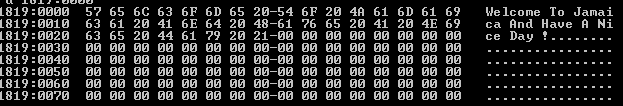 d 1819:0000
1819:0000 57 65 6C 63 6F 6D 65 20-54 6F 20 4A 61 6D 61 69 Welcome To Jamai
1819:0010 63 61 20 41 6E 64 20 48-61 76 65 20 41 20 4E 69 ca And Have A Ni
1819:0020 63 65 20 44 61 79 20 21-00 00 00 00 00 00 00 00 ce Day !........
1819:0030 00 00 00 00 00 00 00 00-00 00 00 00 00 00 00 00 ................
1819:0040 00 00 00 00 00 00 00 00-00 00 00 00 00 00 00 00 ................
1819:0050 00 00 00 00 00 00 00 00-00 00 00 00 00 00 00 00 ................
1819:0060 00 00 00 00 00 00 00 00-00 00 00 00 00 00 00 00 ................
1819:0070 00 00 00 00 00 00 00 00-00 00 00 00 00 00 00 00 ................